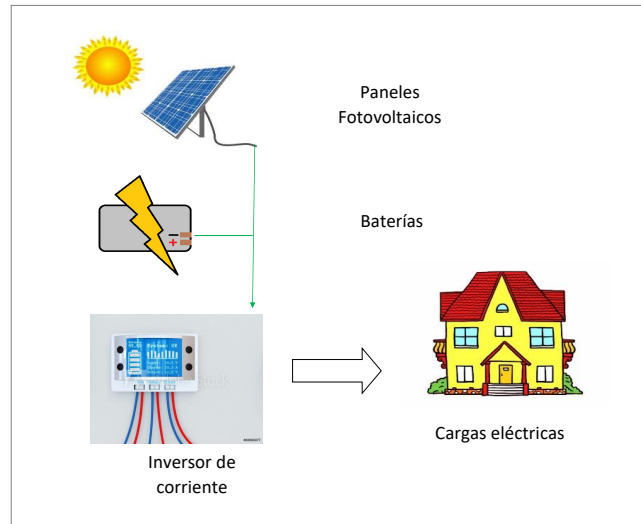 Paneles
Fotovoltaicos
Baterías
Cargas eléctricas
Inversor de
corriente